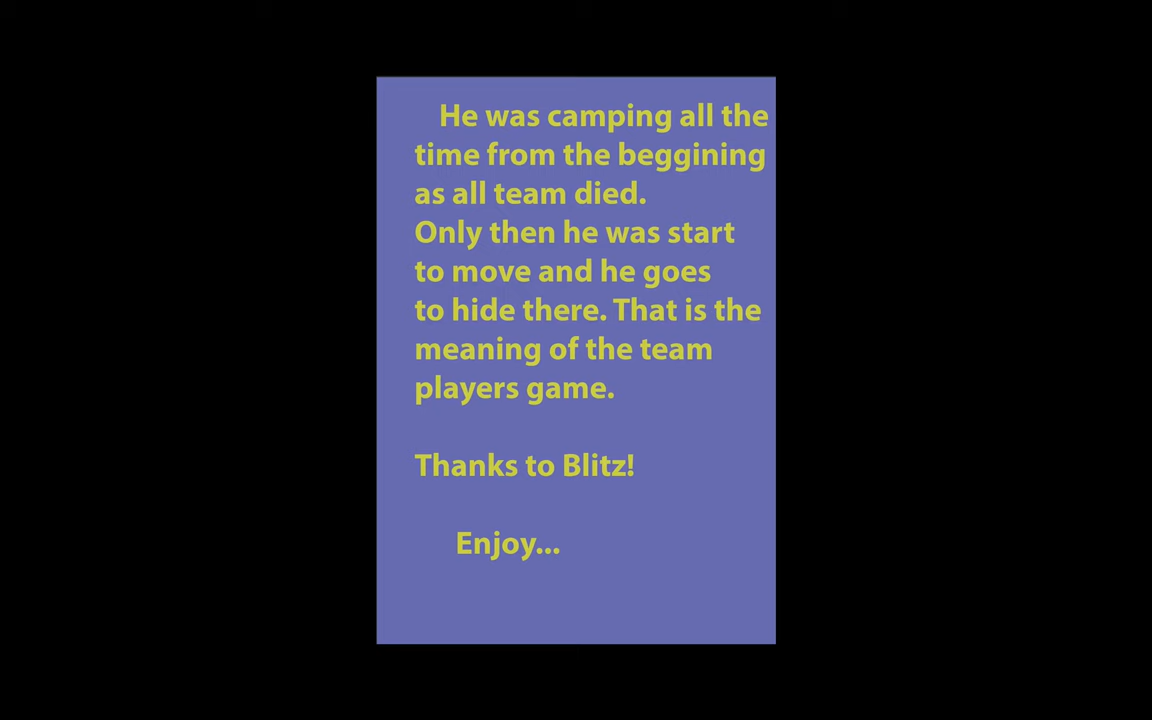 He was camping all the
time from the beggining
as all team died.
Only then he was start
to move and he goes
to hide there. That is the
meaning of the team
players game.
Thanks to Blitz!
Enjoy...